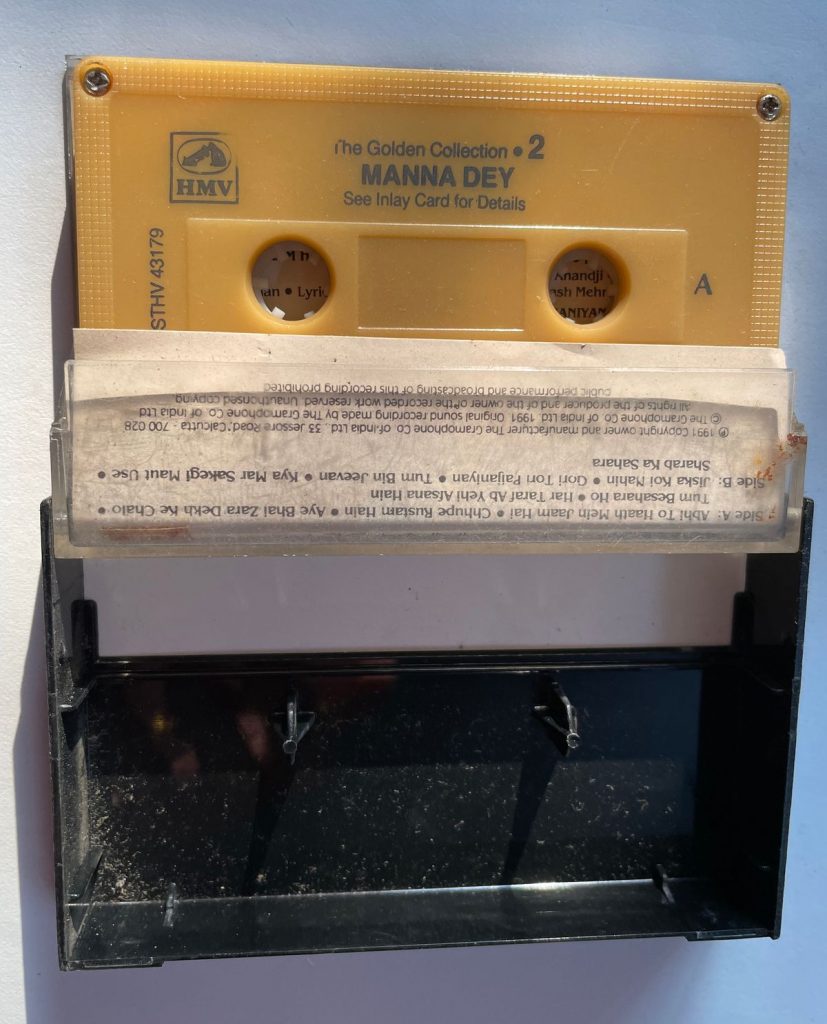 HMV
The Golden Collection • 2
MANNA DEY
See Inlay Card for Details
STHV 43179
A
• Lyri
ash Mehr
ANIYAN
Side A: Abhi To Haath Mein Jaam Hai • Chhupe Rustam Hain • Aye Bhai Zara Dekh Ke Chalo •
Tum Besahara Ho • Har Taraf Ab Yehi Afsana Hain
Side B: Jiska Koi Nahin • Gori Tori Paijaniyan • Tum Bin Jeevan • Kya Mar Sakegi Maut Use •
Sharab Ka Sahara
℗ 1991 Copyright owner and manufacturer The Gramophone Co. of India Ltd., 33, Jessore Road, Calcutta - 700 028
© The Gramophone Co. of India Ltd. 1991 Original sound recording made by The Gramophone Co of India Ltd
All rights of the producer and of the owner of the recorded work reserved. Unauthorised copying
public performance and broadcasting of this recording prohibited